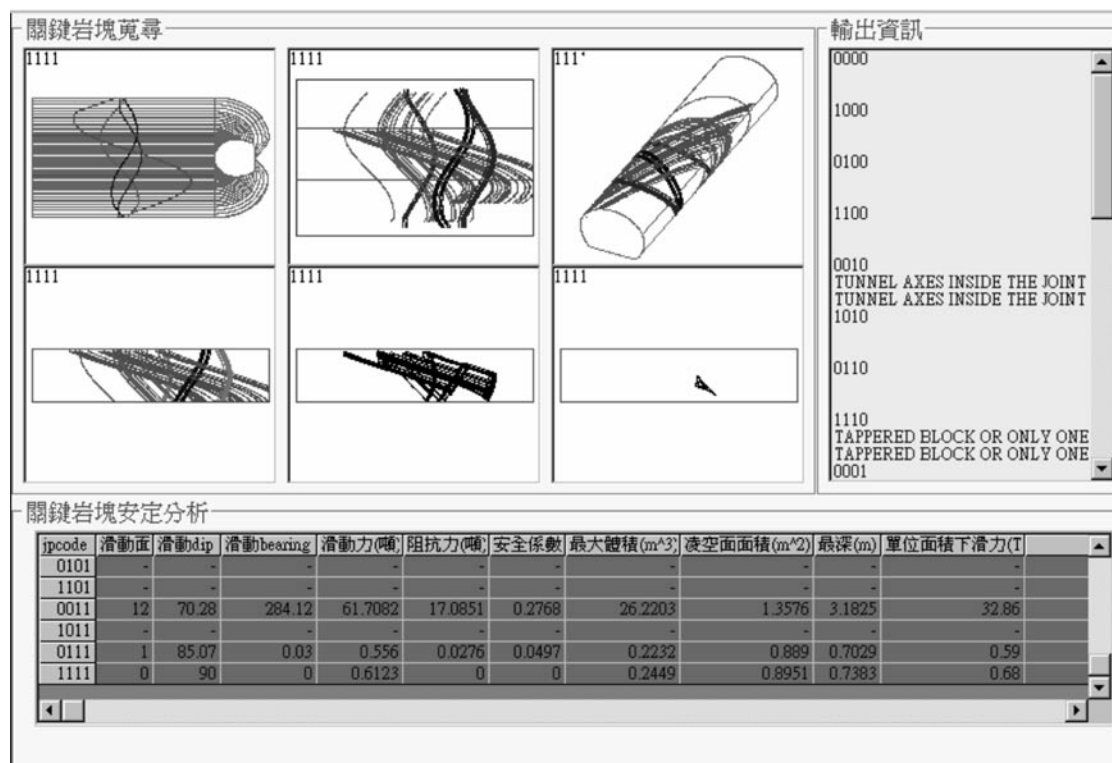 關鍵岩塊蒐尋
1111
1111
111'
1111
1111
1111
輸出資訊
0000
1000
0100
1100
0010
TUNNEL AXES INSIDE THE JOINT
TUNNEL AXES INSIDE THE JOINT
1010
0110
1110
TAPPERED BLOCK OR ONLY ONE
TAPPERED BLOCK OR ONLY ONE
0001
關鍵岩塊安定分析
jpcode 滑動面 滑動dip 滑動bearing 滑動力(噸) 阻抗力(噸) 安全係數 最大體積(m^3) 凌空面面積(m^2) 最深(m) 單位面積下滑力(T
0101 - - - - - - - - - -
1101 - - - - - - - - - -
0011 12 70.28 284.12 61.7082 17.0851 0.2768 26.2203 1.3576 3.1825 32.86
1011 - - - - - - - - - -
0111 1 85.07 0.03 0.556 0.0276 0.0497 0.2232 0.889 0.7029 0.59
1111 0 90 0 0.6123 0 0 0.2449 0.8951 0.7383 0.68